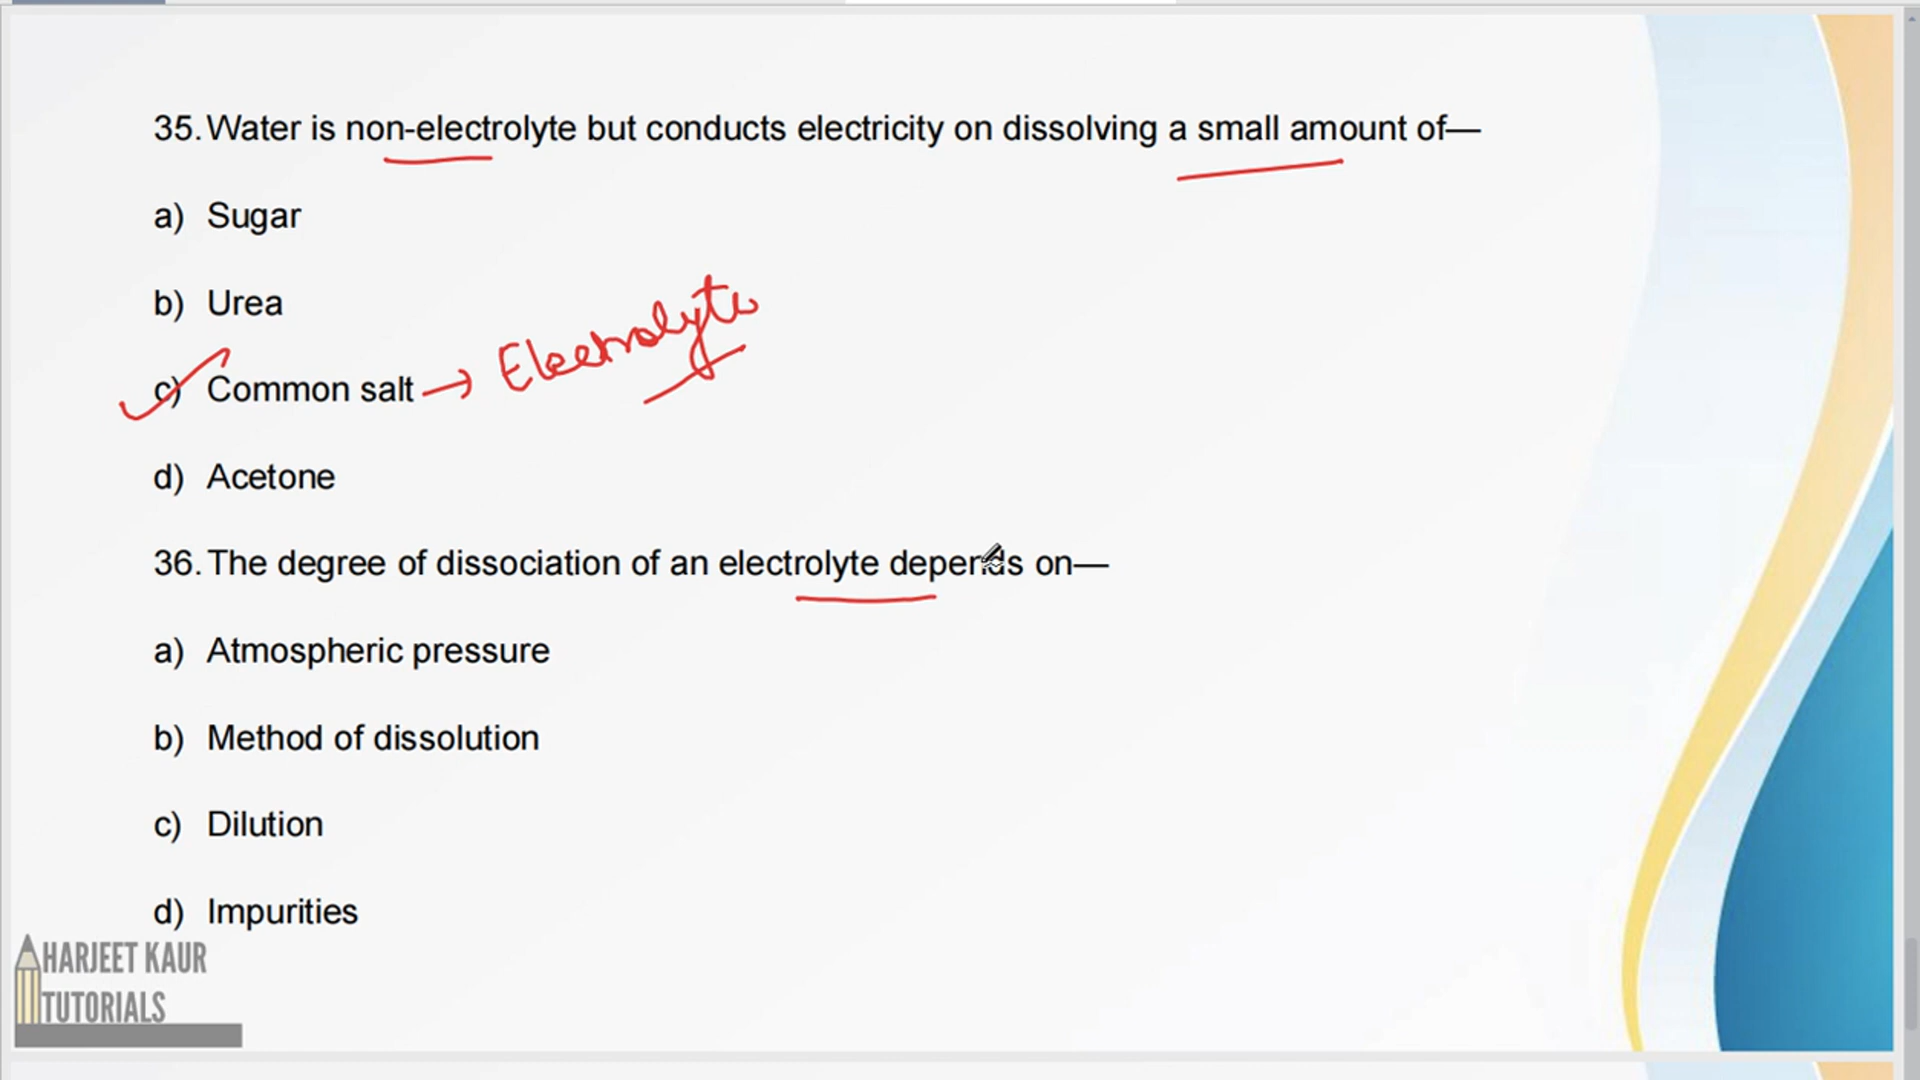 35. Water is non-electrolyte but conducts electricity on dissolving a small amount of—
a) Sugar
b) Urea
c) Common salt → Electrolyte
d) Acetone
36. The degree of dissociation of an electrolyte depends on—
a) Atmospheric pressure
b) Method of dissolution
c) Dilution
d) Impurities
HARJEET KAUR
TUTORIALS